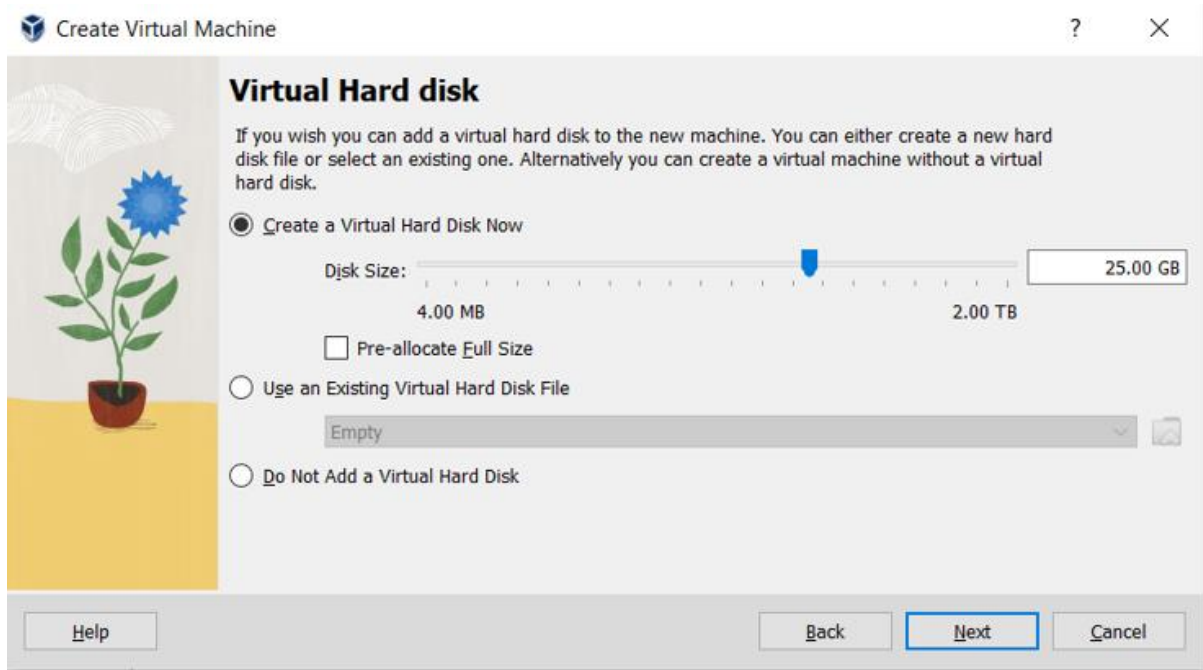 Create Virtual Machine
?
Virtual Hard disk
If you wish you can add a virtual hard disk to the new machine. You can either create a new hard
disk file or select an existing one. Alternatively you can create a virtual machine without a virtual
hard disk.
Create a Virtual Hard Disk Now
Disk Size:
25.00 GB
4.00 MB
2.00 TB
Pre-allocate Full Size
Use an Existing Virtual Hard Disk File
Empty
Do Not Add a Virtual Hard Disk
Help
Back
Next
Cancel